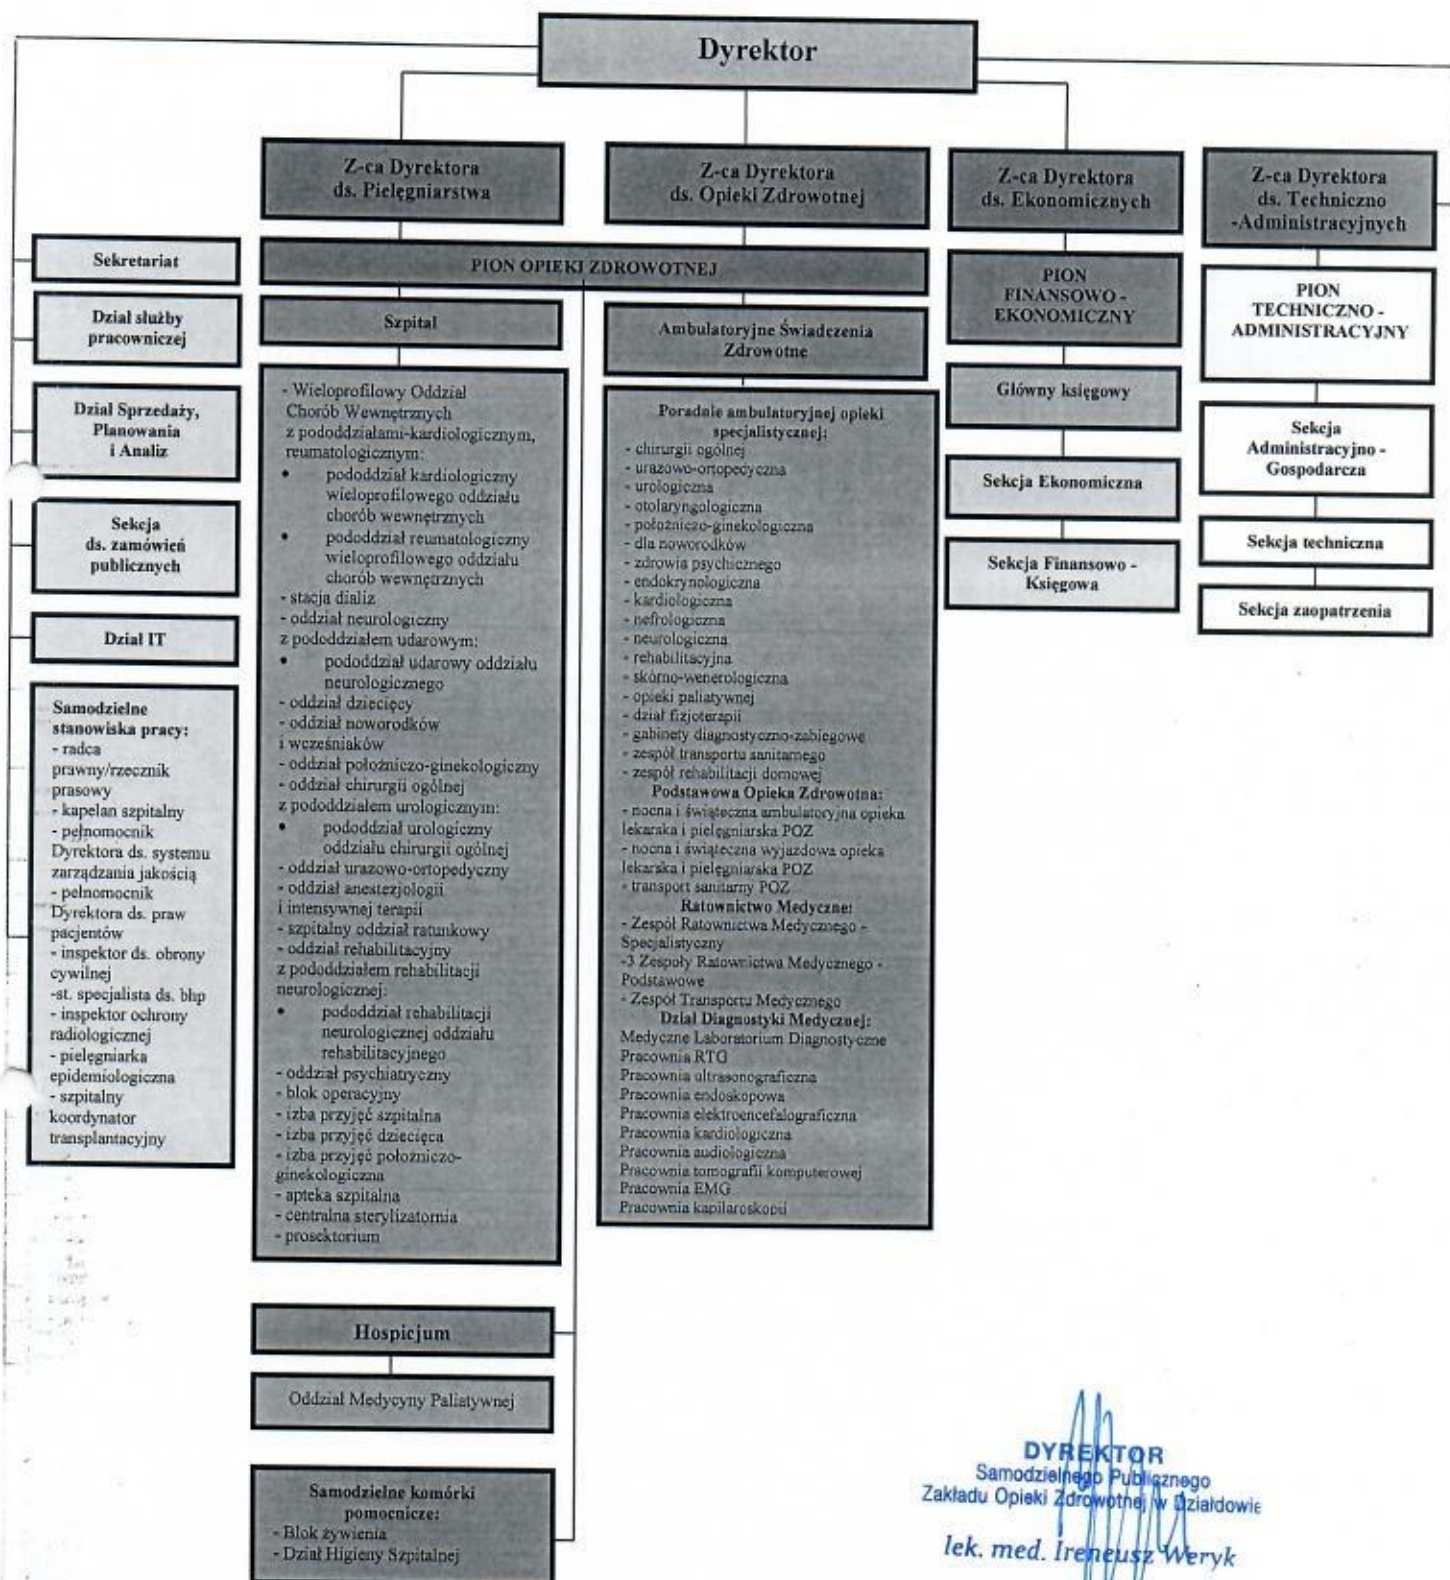 Dyrektor
Z-ca Dyrektora
ds. Pielęgniarstwa
Z-ca Dyrektora
ds. Opieki Zdrowotnej
Z-ca Dyrektora
ds. Ekonomicznych
Z-ca Dyrektora
ds. Techniczno
-Administracyjnych
Sekretariat
Dział służby
pracowniczej
Dział Sprzedaży,
Planowania
i Analiz
Sekcja
ds. zamówień
publicznych
Dział IT
Samodzielne
stanowiska pracy:
- radca
prawny/rzecznik
prasowy
- kapelan szpitalny
- pełnomocnik
Dyrektora ds. systemu
zarządzania jakością
- pełnomocnik
Dyrektora ds. praw
pacjentów
- inspektor ds. obrony
cywilnej
-st. specjalista ds. bhp
- inspektor ochrony
radiologicznej
- pielęgniarka
epidemiologiczna
- szpitalny
koordynator
transplantacyjny
PION OPIEKI ZDROWOTNEJ
Szpital
- Wieloprofilowy Oddział
Chorób Wewnętrznych
z pododdziałami-kardiologicznym,
reumatologicznym:
• pododdział kardiologiczny
wieloprofilowego oddziału
chorób wewnętrznych
• pododdział reumatologiczny
wieloprofilowego oddziału
chorób wewnętrznych
- stacja dializ
- oddział neurologiczny
z pododdziałem udarowym:
• pododdział udarowy oddziału
neurologicznego
- oddział dziecięcy
- oddział noworodków
i wcześniaków
- oddział położniczo-ginekologiczny
- oddział chirurgii ogólnej
z pododdziałem urologicznym:
• pododdział urologiczny
oddziału chirurgii ogólnej
- oddział urazowo-ortopedyczny
- oddział anestezjologii
i intensywnej terapii
- szpitalny oddział ratunkowy
- oddział rehabilitacyjny
z pododdziałem rehabilitacji
neurologicznej:
• pododdział rehabilitacji
neurologicznej oddziału
rehabilitacyjnego
- oddział psychiatryczny
- blok operacyjny
- izba przyjęć szpitalna
- izba przyjęć dziecięca
- izba przyjęć położniczo-
ginekologiczna
- apteka szpitalna
- centralna sterylizatornia
- prosektorium
Hospicjum
Oddział Medycyny Paliatywnej
Samodzielne komórki
pomocnicze:
- Blok żywienia
- Dział Higieny Szpitalnej
Ambulatoryjne Świadczenia
Zdrowotne
Poradnie ambulatoryjnej opieki
specjalistycznej:
- chirurgii ogólnej
- urazowo-ortopedyczna
- urologiczna
- otolaryngologiczna
- położniczo-ginekologiczna
- dla noworodków
- zdrowia psychicznego
- endokrynologiczna
- kardiologiczna
- nefrologiczna
- neurologiczna
- rehabilitacyjna
- skórno-wenerologiczna
- opieki paliatywnej
- dział fizjoterapii
- gabinety diagnostyczno-zabiegowe
- zespół transportu sanitarnego
- zespół rehabilitacji domowej
Podstawowa Opieka Zdrowotna:
- nocna i świąteczna ambulatoryjna opieka
lekarska i pielęgniarska POZ
- nocna i świąteczna wyjazdowa opieka
lekarska i pielęgniarska POZ
- transport sanitarny POZ
Ratownictwo Medyczne:
- Zespół Ratownictwa Medycznego -
Specjalistyczny
-3 Zespoły Ratownictwa Medycznego -
Podstawowe
- Zespół Transportu Medycznego
Dział Diagnostyki Medycznej:
Medyczne Laboratorium Diagnostyczne
Pracownia RTG
Pracownia ultrasonograficzna
Pracownia endoskopowa
Pracownia elektroencefalograficzna
Pracownia kardiologiczna
Pracownia audiologiczna
Pracownia tomografii komputerowej
Pracownia EMG
Pracownia kapilaroskopii
PION
FINANSOWO -
EKONOMICZNY
Główny księgowy
Sekcja Ekonomiczna
Sekcja Finansowo -
Księgowa
PION
TECHNICZNO -
ADMINISTRACYJNY
Sekcja
Administracyjno -
Gospodarcza
Sekcja techniczna
Sekcja zaopatrzenia
DYREKTOR
Samodzielnego Publicznego
Zakładu Opieki Zdrowotnej w Działdowie
lek. med. Ireneusz Weryk